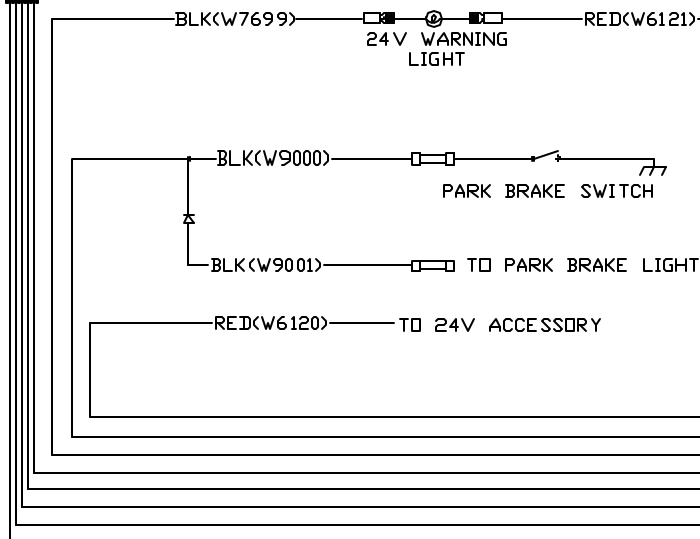 BLK(W7699) RED(W6121)
24V WARNING
LIGHT
BLK(W9000)
PARK BRAKE SWITCH
BLK(W9001) TO PARK BRAKE LIGHT
RED(W6120) TO 24V ACCESSORY